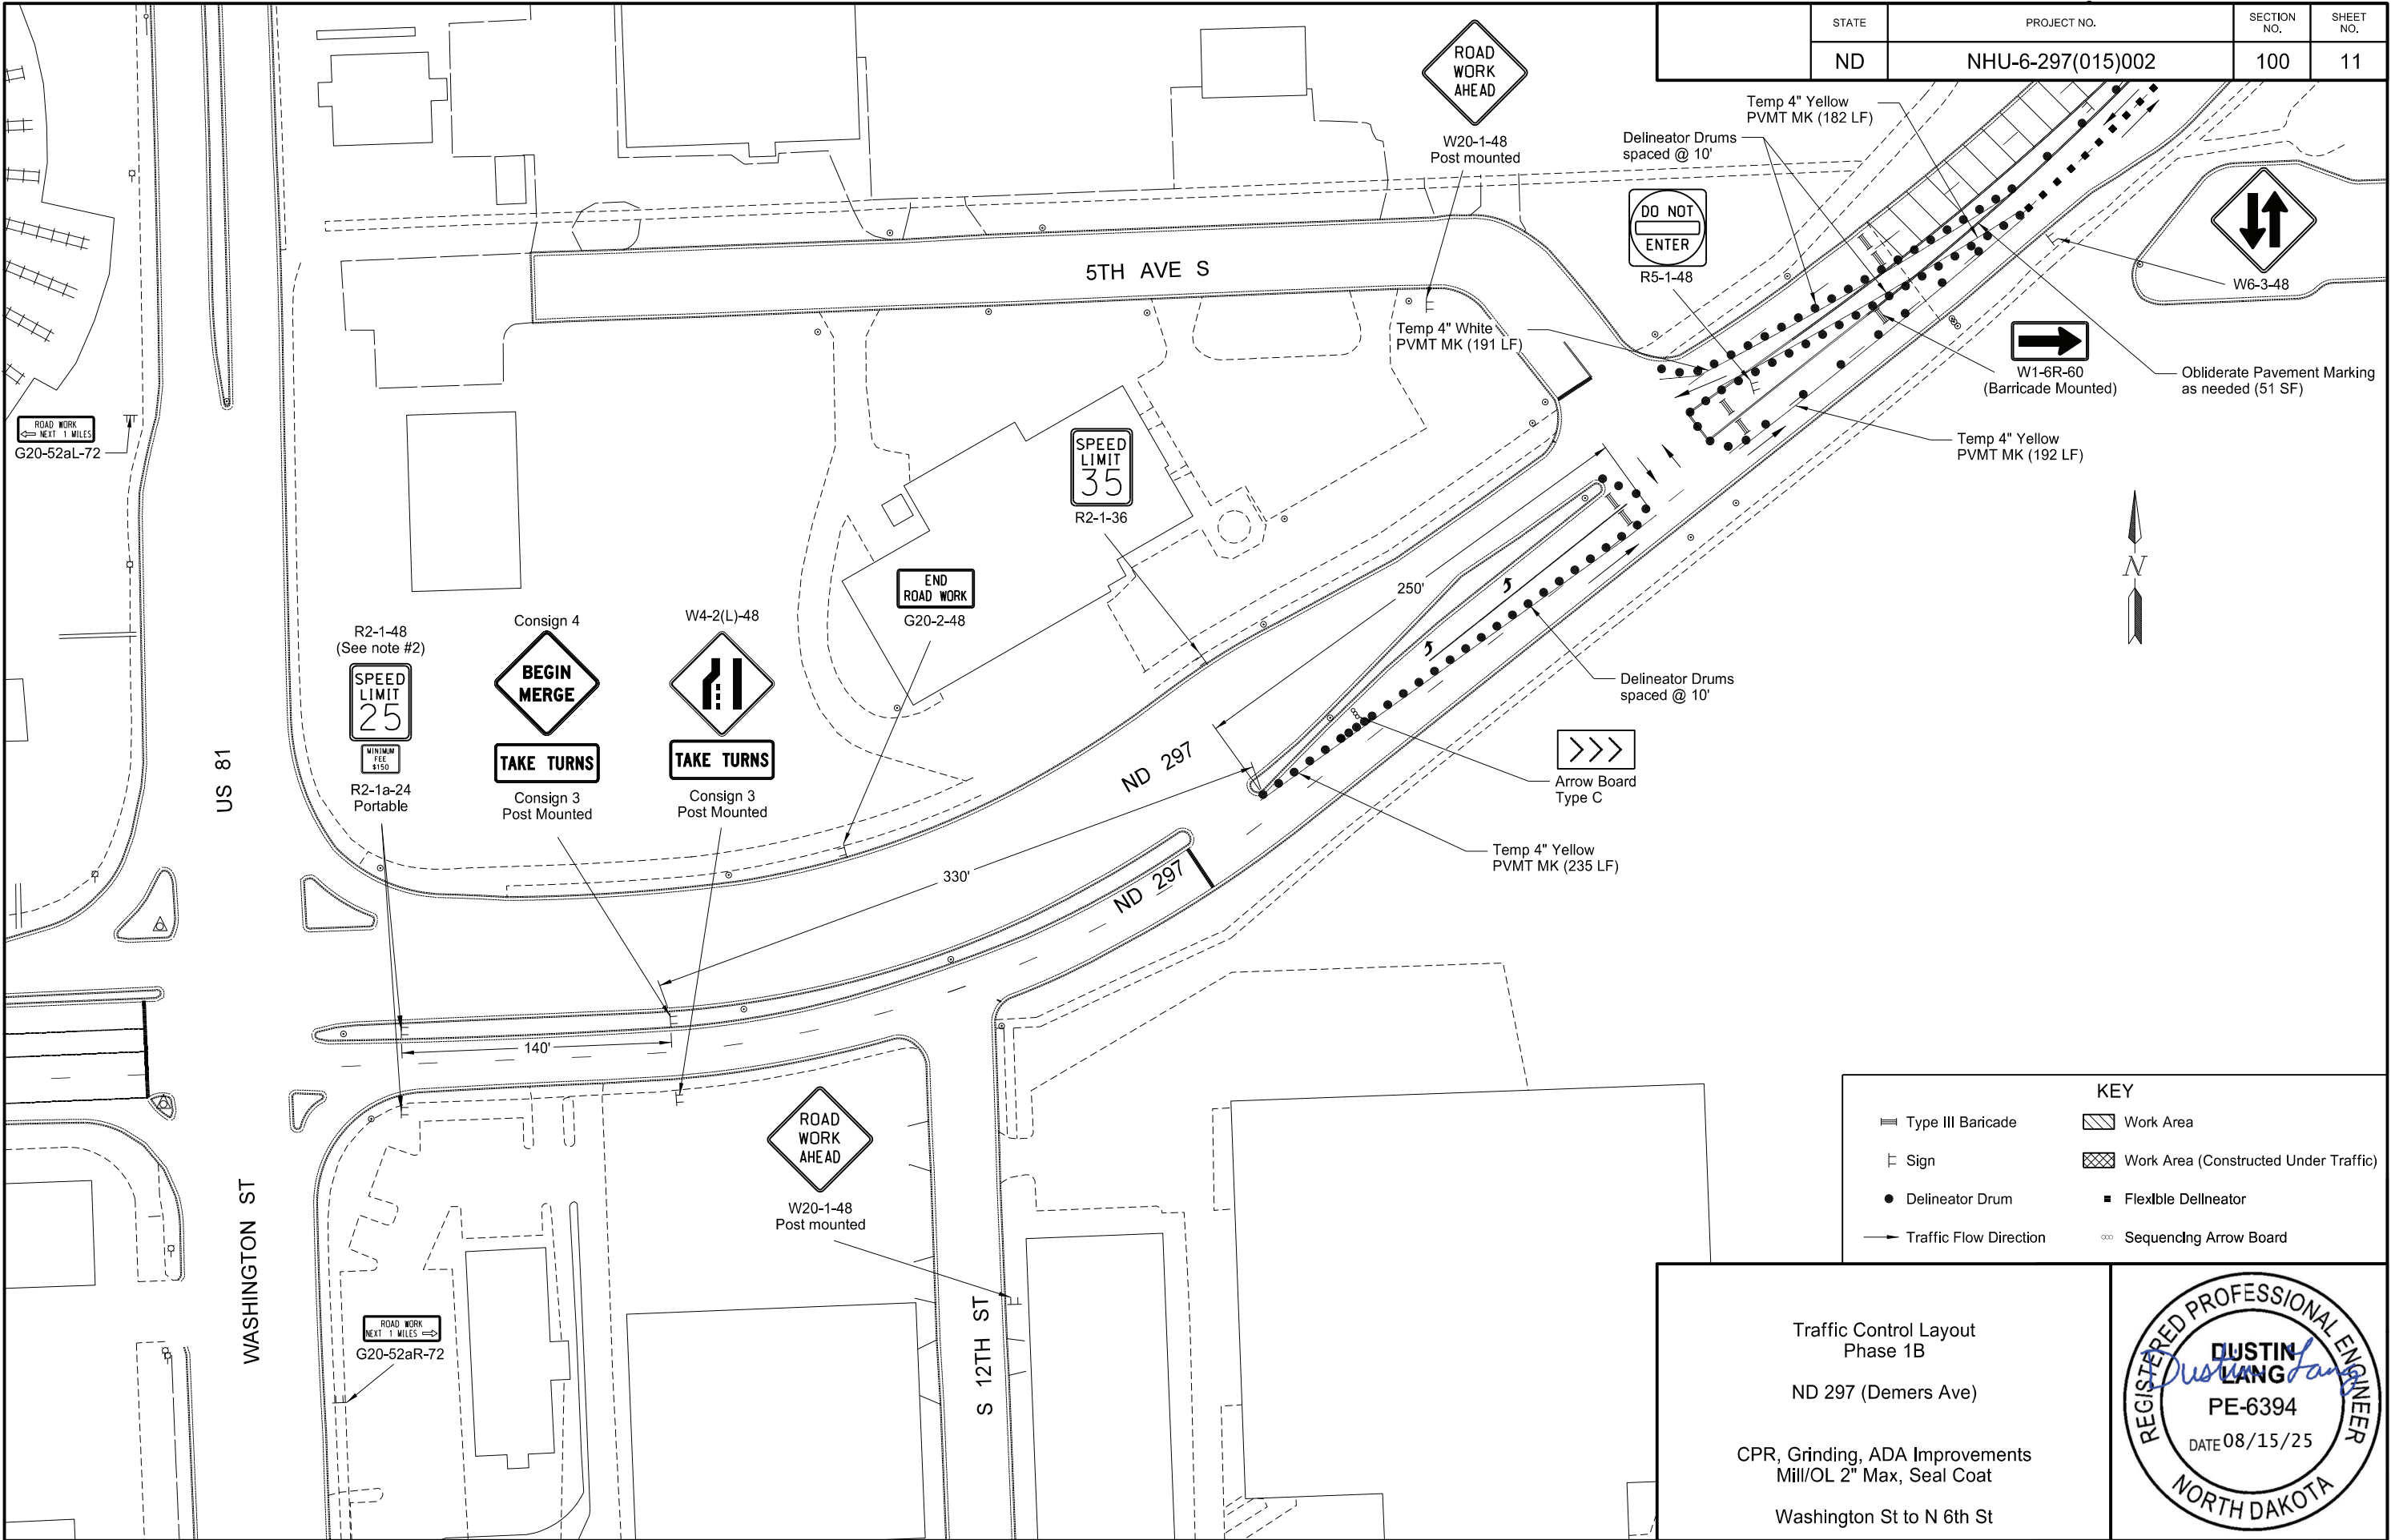 STATE
PROJECT NO.
SECTION
NO.
SHEET
NO.
ND
NHU-6-297(015)002
100
11
ROAD
WORK
AHEAD
W20-1-48
Post mounted
Temp 4" Yellow
PVMT MK (182 LF)
Delineator Drums
spaced @ 10'
DO NOT
ENTER
R5-1-48
W6-3-48
5TH AVE S
Temp 4" White
PVMT MK (191 LF)
W1-6R-60
(Barricade Mounted)
Obliderate Pavement Marking
as needed (51 SF)
Temp 4" Yellow
PVMT MK (192 LF)
ROAD WORK
NEXT 1 MILES
G20-52aL-72
SPEED
LIMIT
35
R2-1-36
N
END
ROAD WORK
G20-2-48
250'
R2-1-48
(See note #2)
SPEED
LIMIT
25
MINIMUM
FEE
$150
R2-1a-24
Portable
Consign 4
BEGIN
MERGE
TAKE TURNS
Consign 3
Post Mounted
W4-2(L)-48
TAKE TURNS
Consign 3
Post Mounted
Delineator Drums
spaced @ 10'
Arrow Board
Type C
ND 297
US 81
Temp 4" Yellow
PVMT MK (235 LF)
330'
ND 297
140'
ROAD
WORK
AHEAD
W20-1-48
Post mounted
WASHINGTON ST
S 12TH ST
ROAD WORK
NEXT 1 MILES
G20-52aR-72
KEY
Type III Baricade
Work Area
Sign
Work Area (Constructed Under Traffic)
Delineator Drum
Flexible Delineator
Traffic Flow Direction
Sequencing Arrow Board
Traffic Control Layout
Phase 1B
ND 297 (Demers Ave)
CPR, Grinding, ADA Improvements
Mill/OL 2" Max, Seal Coat
Washington St to N 6th St
REGISTERED PROFESSIONAL ENGINEER
DUSTIN
LANG
Dustin Lang
PE-6394
DATE 08/15/25
NORTH DAKOTA